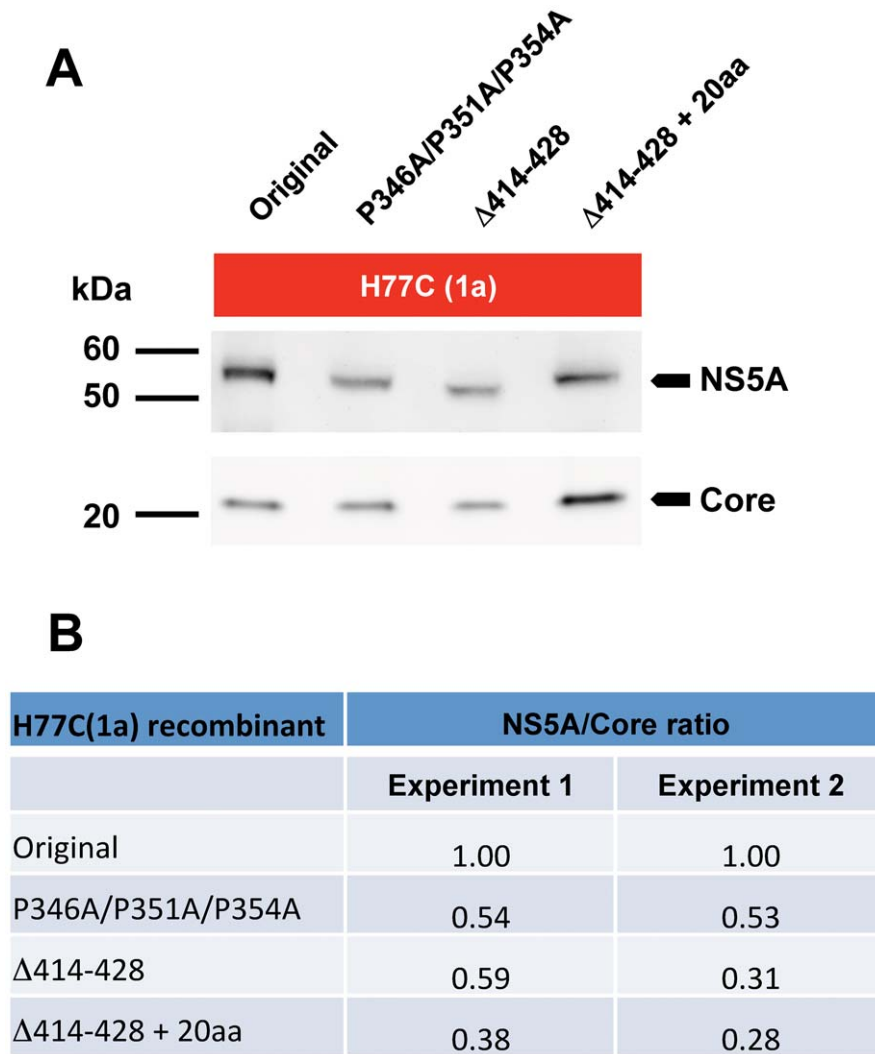 A
Original
P346A/P351A/P354A
Δ414-428
Δ414-428 + 20aa
kDa
H77C (1a)
60
50
NS5A
20
Core
B
H77C(1a) recombinant NS5A/Core ratio
Experiment 1 Experiment 2
Original 1.00 1.00
P346A/P351A/P354A 0.54 0.53
Δ414-428 0.59 0.31
Δ414-428 + 20aa 0.38 0.28